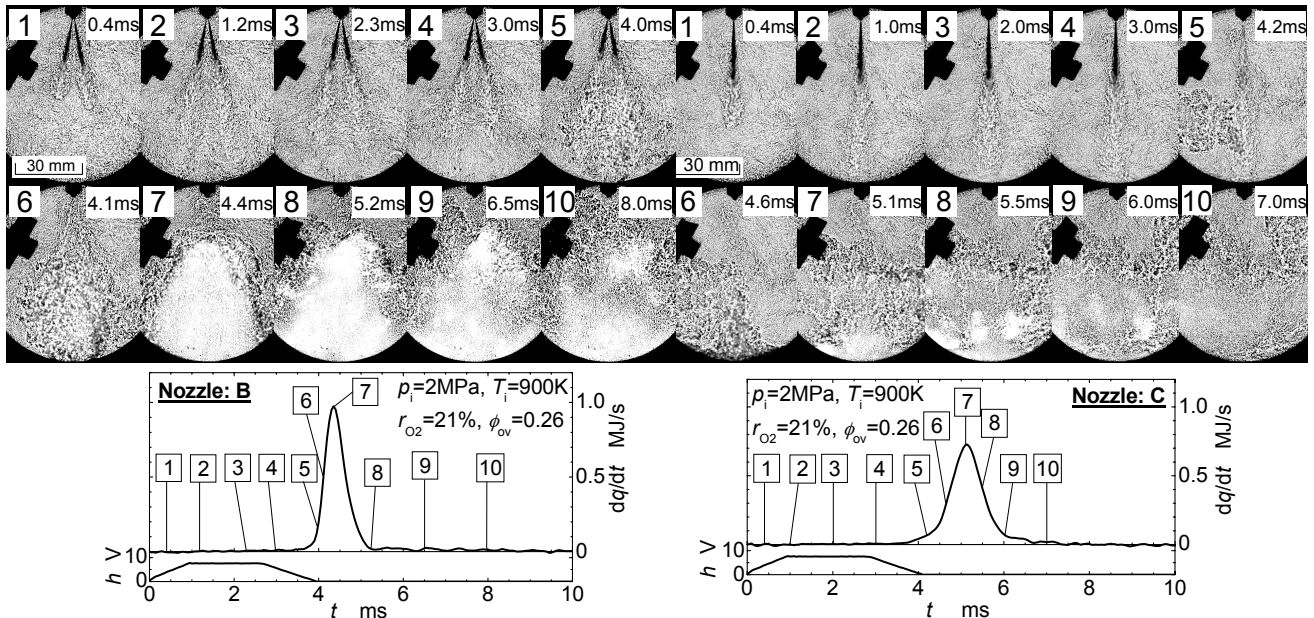 1 0.4ms 2 1.2ms 3 2.3ms 4 3.0ms 5 4.0ms 1 0.4ms 2 1.0ms 3 2.0ms 4 3.0ms 5 4.2ms
30 mm 30 mm
6 4.1ms 7 4.4ms 8 5.2ms 9 6.5ms 10 8.0ms 6 4.6ms 7 5.1ms 8 5.5ms 9 6.0ms 10 7.0ms
Nozzle: B
pi=2MPa, Ti=900K
rO2=21%, ϕov=0.26
1 2 3 4 5 6 7 8 9 10
1.0
0.5
0
dq/dt MJ/s
h V
10
0
0 2 4 6 8 10
t ms
pi=2MPa, Ti=900K
rO2=21%, ϕov=0.26
Nozzle: C
1 2 3 4 5 6 7 8 9 10
1.0
0.5
0
dq/dt MJ/s
h V
10
0
0 2 4 6 8 10
t ms